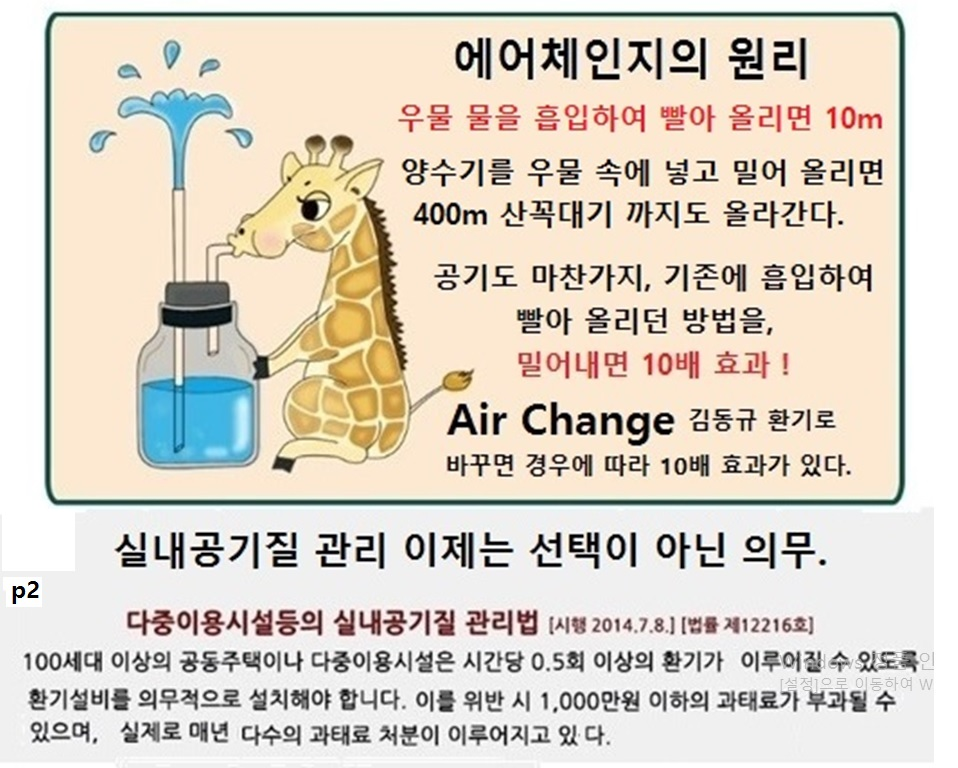 에어체인지의 원리
우물 물을 흡입하여 빨아 올리면 10m
양수기를 우물 속에 넣고 밀어 올리면
400m 산꼭대기 까지도 올라간다.
공기도 마찬가지, 기존에 흡입하여
빨아 올리던 방법을,
밀어내면 10배 효과 !
Air Change 김동규 환기로
바꾸면 경우에 따라 10배 효과가 있다.
실내공기질 관리 이제는 선택이 아닌 의무.
p2
다중이용시설등의 실내공기질 관리법 [시행 2014.7.8.] [법률 제12216호]
100세대 이상의 공동주택이나 다중이용시설은 시간당 0.5회 이상의 환기가 이루어질 수 있도록
환기설비를 의무적으로 설치해야 합니다. 이를 위반 시 1,000만원 이하의 과태료가 부과될 수
[설정]으로 이동하여 W
있으며, 실제로 매년 다수의 과태료 처분이 이루어지고 있 다.